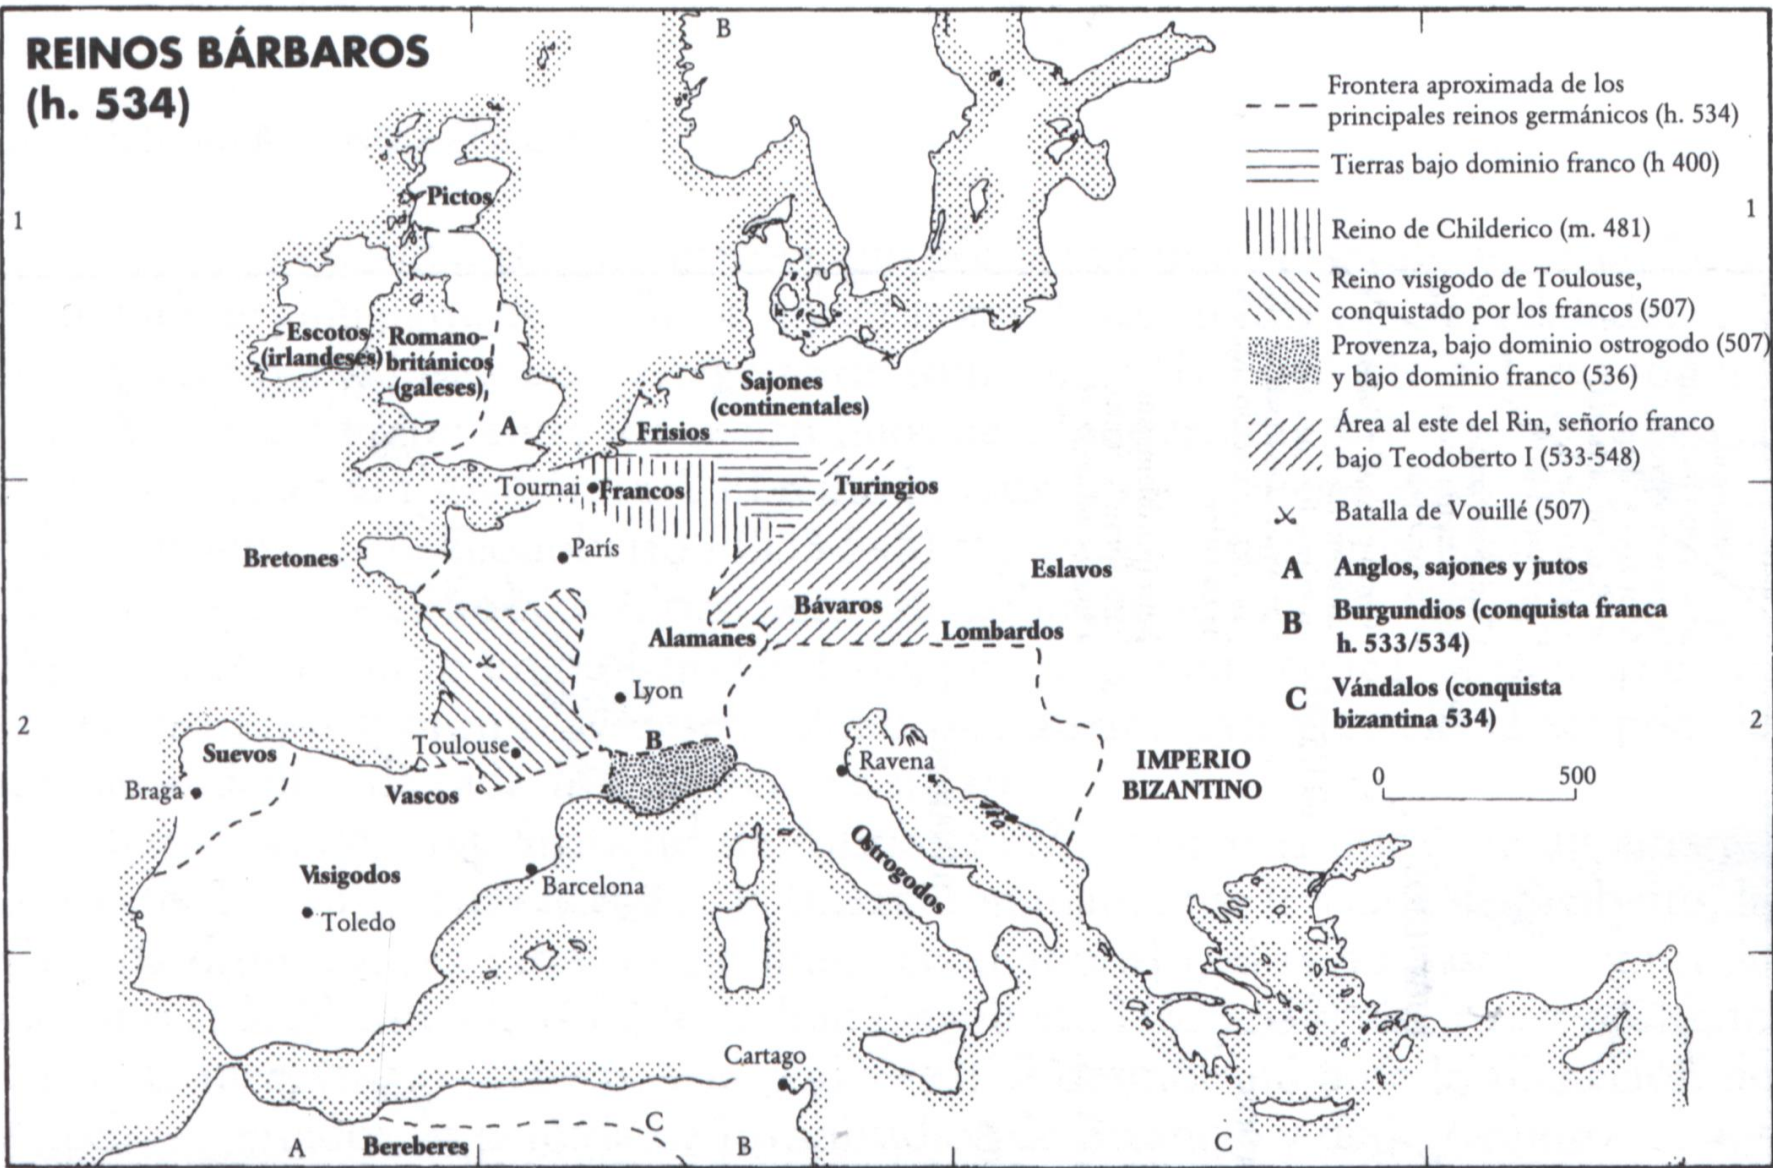 REINOS BÁRBAROS
(h. 534)
B
Frontera aproximada de los
principales reinos germánicos (h. 534)
Tierras bajo dominio franco (h 400)
Reino de Childerico (m. 481)
Reino visigodo de Toulouse,
conquistado por los francos (507)
Provenza, bajo dominio ostrogodo (507)
y bajo dominio franco (536)
Área al este del Rin, señorío franco
bajo Teodoberto I (533-548)
Batalla de Vouillé (507)
A Anglos, sajones y jutos
B Burgundios (conquista franca
h. 533/534)
C Vándalos (conquista
bizantina 534)
0 500
1
1
Pictos
Escotos
(irlandeses)
Romano-
británicos
(galeses)
A
Sajones
(continentales)
Frisios
Tournai
Francos
Turingios
Bretones
París
Eslavos
Bávaros
Alamanes
Lombardos
Lyon
2
2
Suevos
Toulouse
B
Ravena
IMPERIO
BIZANTINO
Braga
Vascos
Ostrogodos
Visigodos
Barcelona
Toledo
Cartago
C
A
Bereberes
B
C